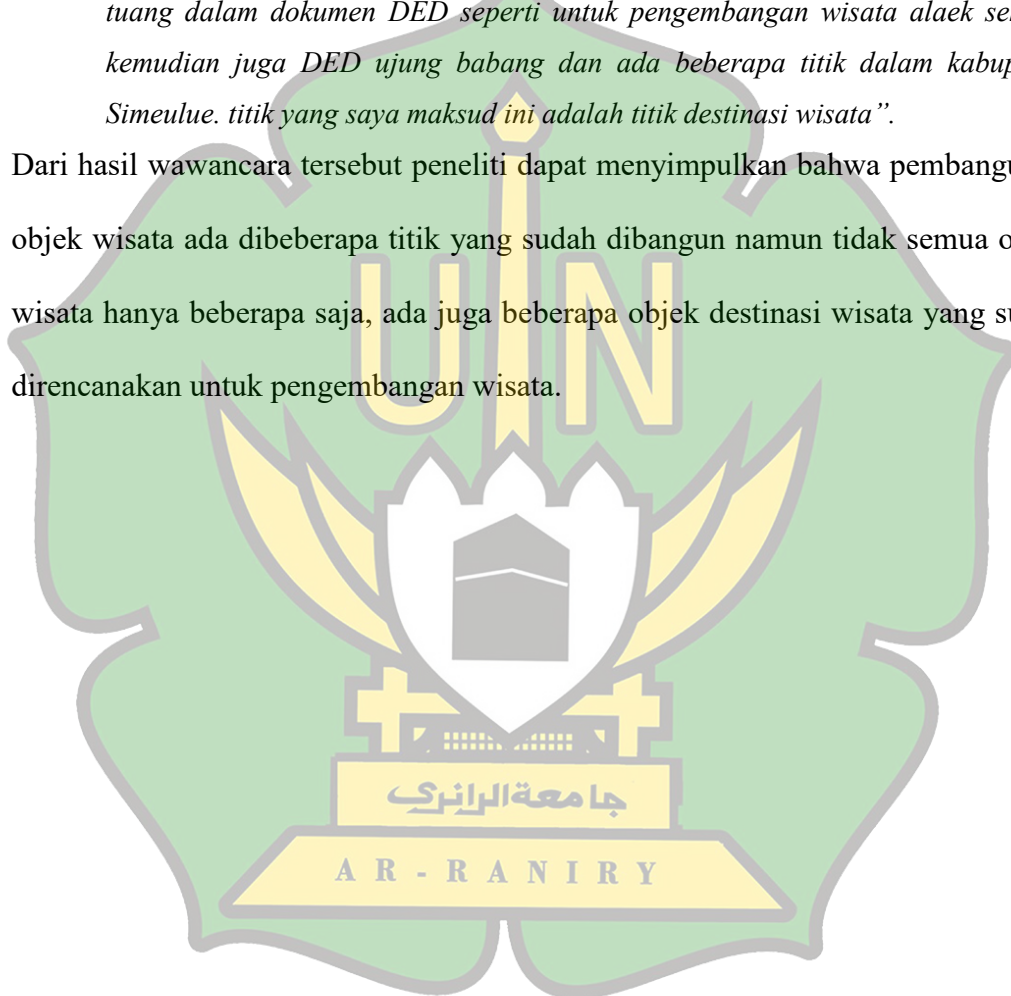 tuang dalam dokumen DED seperti untuk pengembangan wisata alaek
kemudian juga DED ujung babang dan ada beberapa titik dalam
Simeulue. titik yang saya maksud ini adalah titik destinasi wisata”.
Dari hasil wawancara tersebut peneliti dapat menyimpulkan bahwa
objek wisata ada dibeberapa titik yang sudah dibangun namun tidak semua
wisata hanya beberapa saja, ada juga beberapa objek destinasi wisata yang
direncanakan untuk pengembangan wisata.
UIN
جامعة الرانري
AR-RANIRY